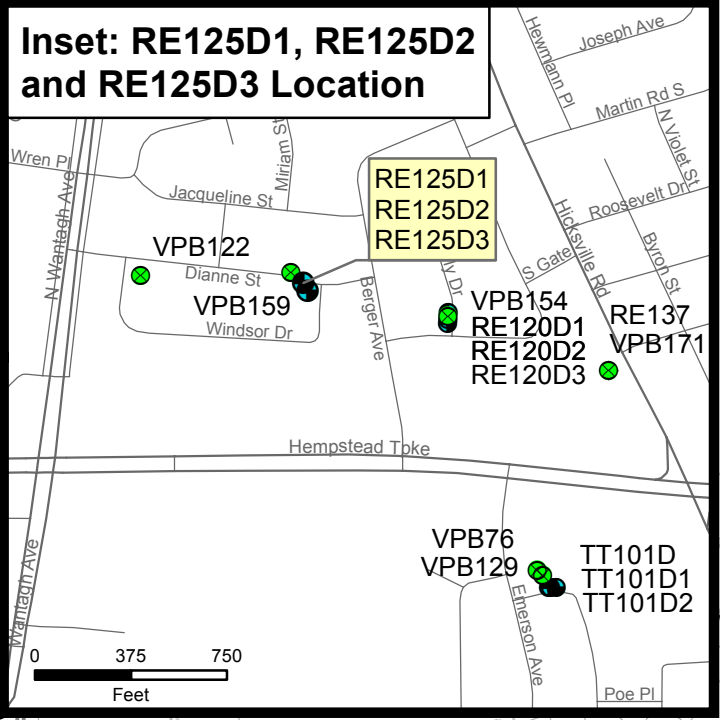 Inset: RE125D1, RE125D2
and RE125D3 Location
Hewmann Pl
Joseph Ave
Martin Rd S
N Violet St
Wren Pl
Miriam St
Jacqueline St
RE125D1
RE125D2
RE125D3
Roosevelt Dr
Hicksville Rd
S Gate
Byron St
N Wantagh Ave
VPB122
Dianne St
VPB159
Windsor Dr
Berger Ave
ly Dr
VPB154
RE120D1
RE120D2
RE120D3
RE137
VPB171
Hempstead Tpke
VPB76
VPB129
TT101D
TT101D1
TT101D2
Emerson Ave
Wantagh Ave
0 375 750
Feet
Poe Pl